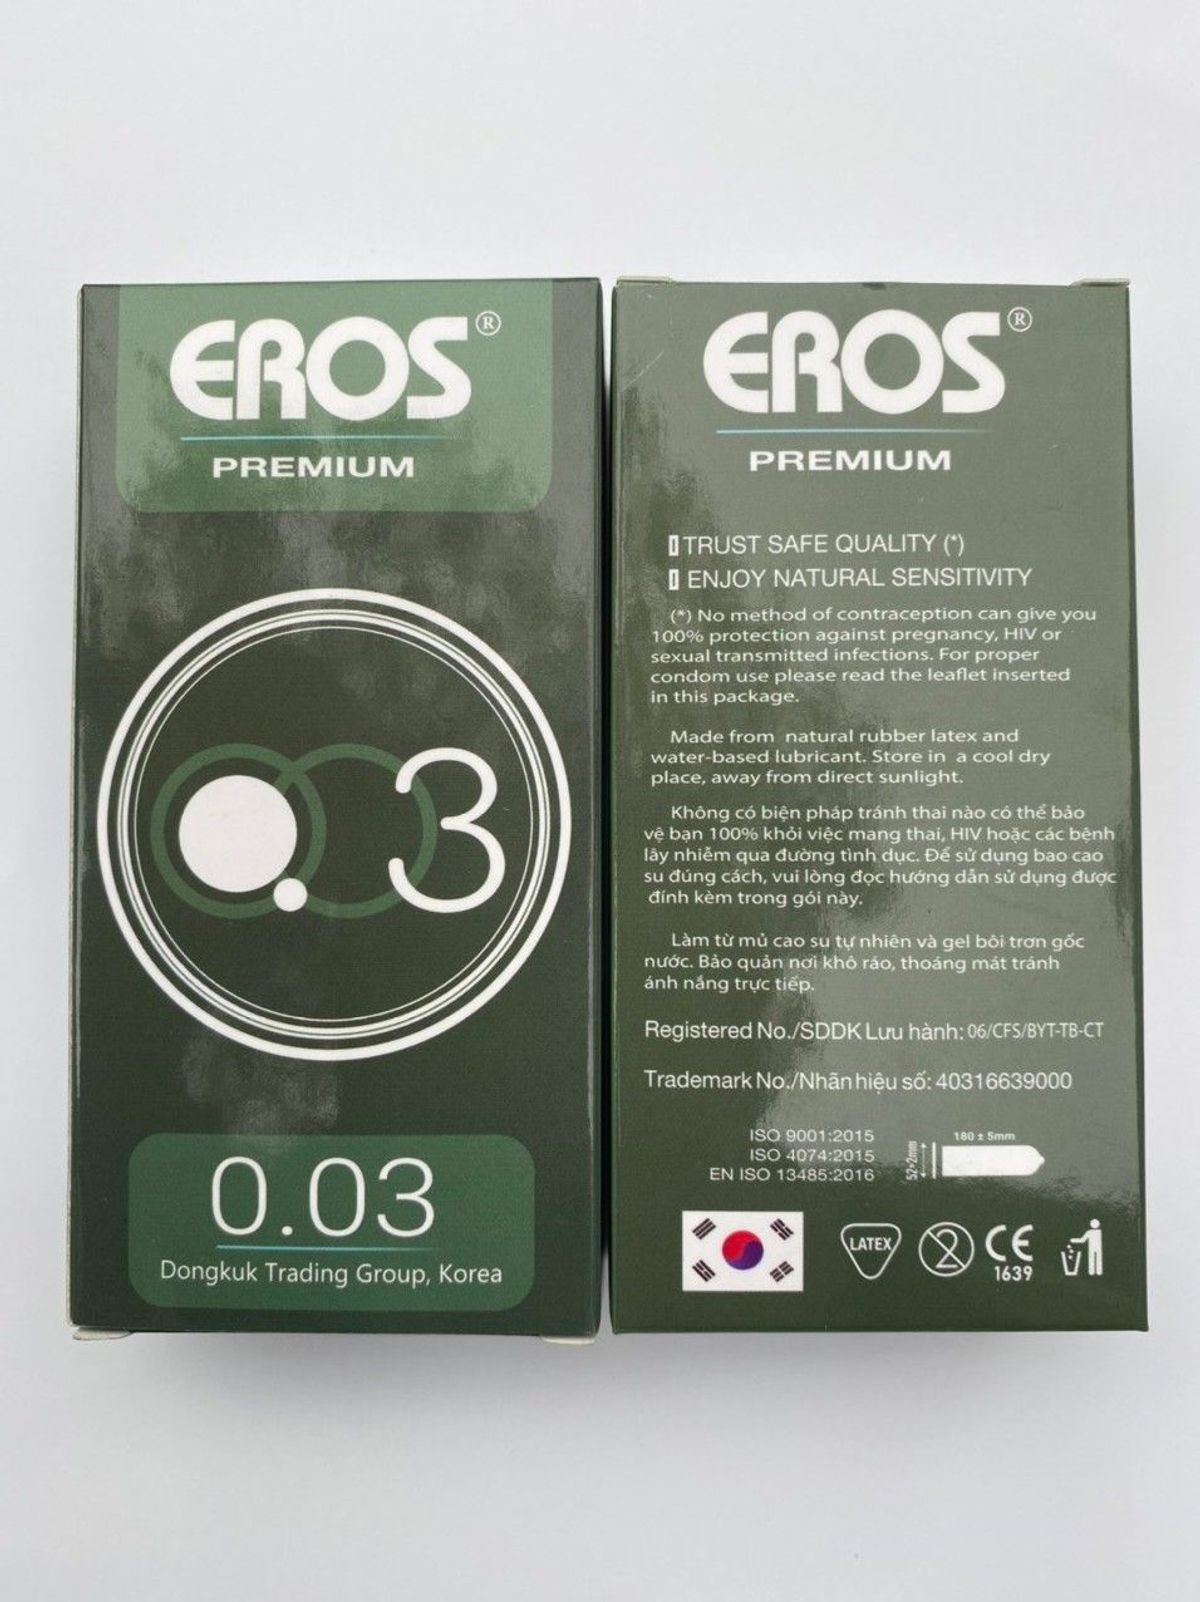 EROS®
PREMIUM
0.03
0.03
Dongkuk Trading Group, Korea
EROS®
PREMIUM
TRUST SAFE QUALITY (*)
ENJOY NATURAL SENSITIVITY
(*) No method of contraception can give you
100% protection against pregnancy, HIV or
sexual transmitted infections. For proper
condom use please read the leaflet inserted
in this package.
Made from natural rubber latex and
water-based lubricant. Store in a cool dry
place, away from direct sunlight.
Không có biện pháp tránh thai nào có thể bảo
vệ bạn 100% khỏi việc mang thai, HIV hoặc các bệnh
lây nhiễm qua đường tình dục. Để sử dụng bao cao
su đúng cách, vui lòng đọc hướng dẫn sử dụng được
đính kèm trong gói này.
Làm từ mủ cao su tự nhiên và gel bôi trơn gốc
nước. Bảo quản nơi khô ráo, thoáng mát tránh
ánh nắng trực tiếp.
Registered No./SDDK Lưu hành: 06/CFS/BYT-TB-CT
Trademark No./Nhãn hiệu số: 40316639000
ISO 9001:2015
ISO 4074:2015
EN ISO 13485:2016
180 ± 5mm
52±2mm
LATEX
2
CE
1639